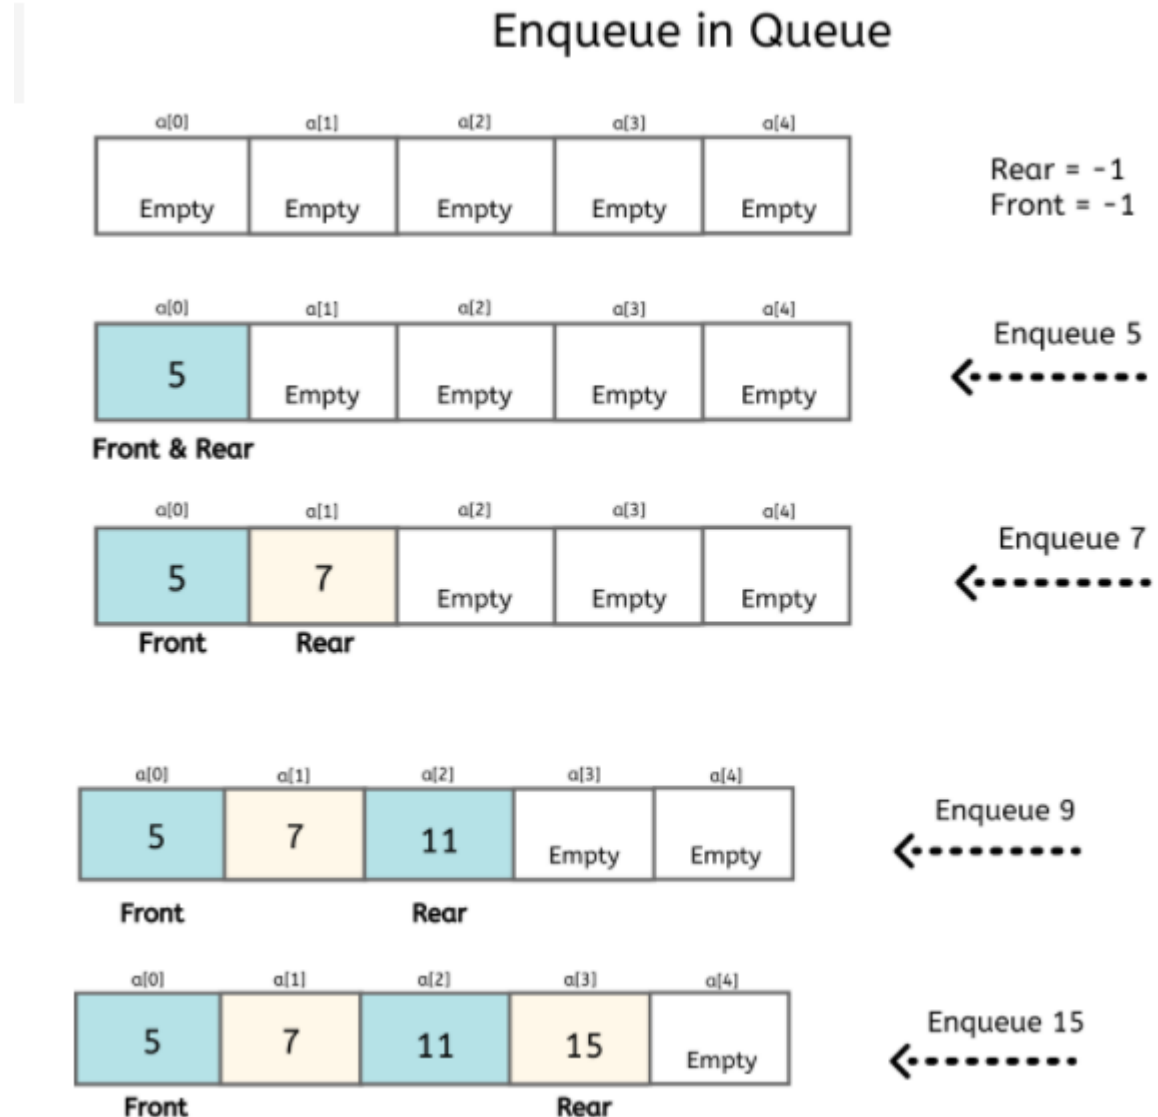 Enqueue in Queue
a[0] a[1] a[2] a[3] a[4]
Empty Empty Empty Empty Empty
Rear = -1
Front = -1
a[0] a[1] a[2] a[3] a[4]
5 Empty Empty Empty Empty
Enqueue 5
Front & Rear
a[0] a[1] a[2] a[3] a[4]
5 7 Empty Empty Empty
Enqueue 7
Front Rear
a[0] a[1] a[2] a[3] a[4]
5 7 11 Empty Empty
Enqueue 9
Front Rear
a[0] a[1] a[2] a[3] a[4]
5 7 11 15 Empty
Enqueue 15
Front Rear